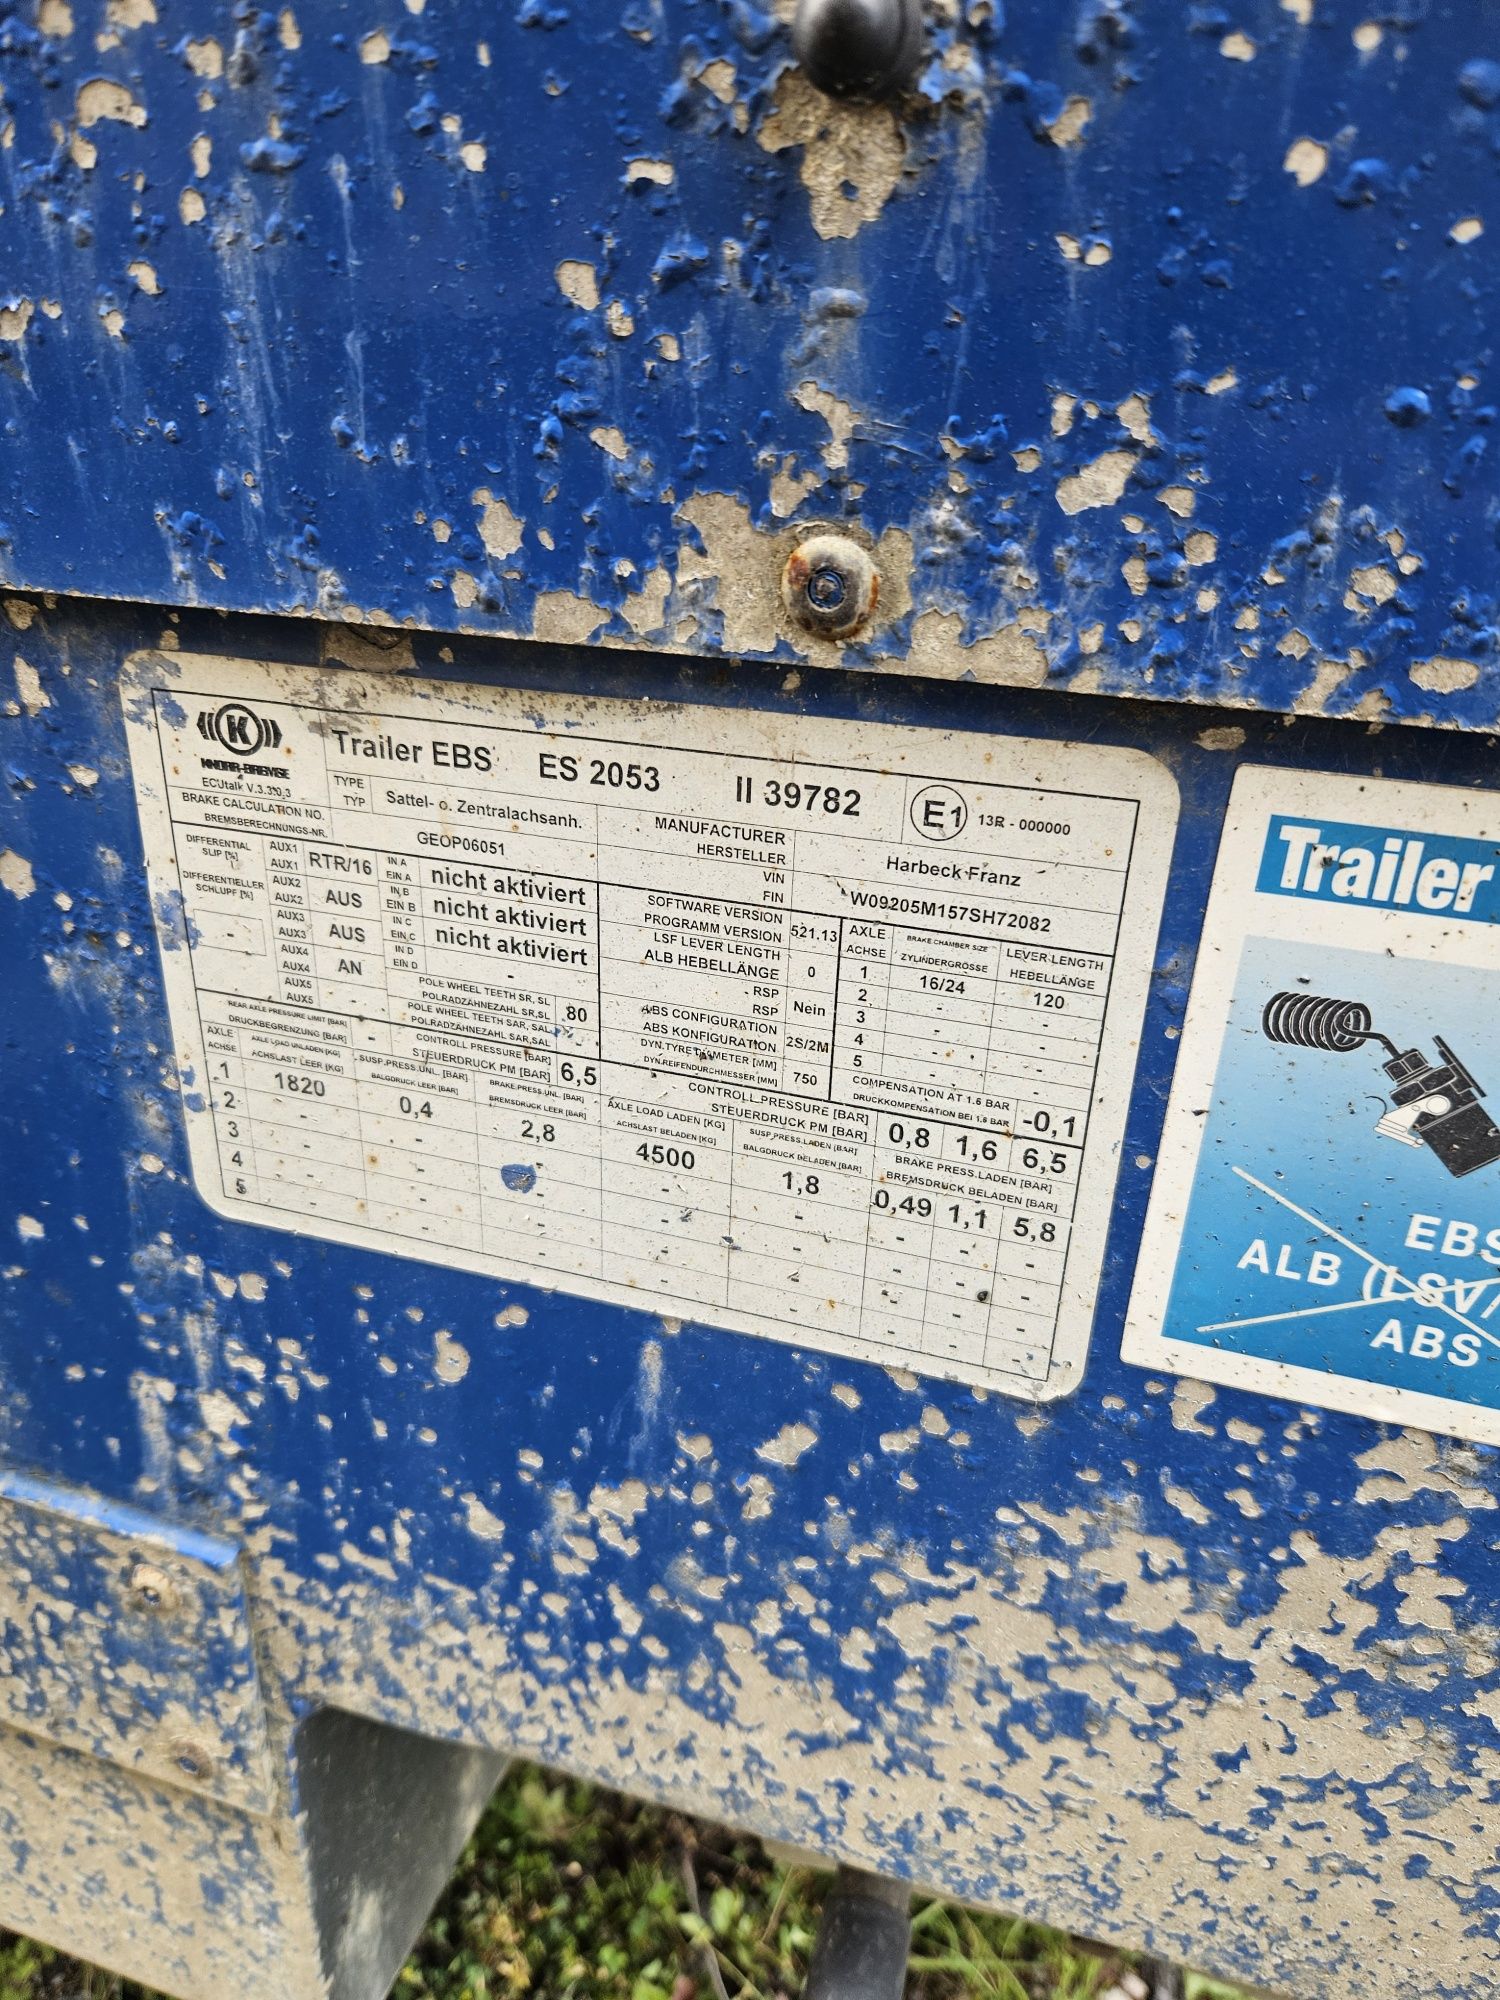 K
KNORR-BREMSE
ECUtalk V.3.3.0.3
Trailer EBS ES 2053 II 39782 E1 13R - 000000
TYPE
TYP
Sattel- o. Zentralachsanh.
MANUFACTURER
HERSTELLER
Harbeck Franz
BRAKE CALCULATION NO.
BREMSBERECHNUNGS-NR.
GEOP06051
VIN
FIN
W09205M157SH72082
DIFFERENTIAL
SLIP [%]
DIFFERENTIELLER
SCHLUPF [%]
-
AUX1
AUX1
RTR/16
AUX2
AUX2
AUS
AUX3
AUX3
AUS
AUX4
AUX4
AN
AUX5
AUX5
-
IN A
EIN A
nicht aktiviert
IN B
EIN B
nicht aktiviert
IN C
EIN C
nicht aktiviert
IN D
EIN D
-
POLE WHEEL TEETH SR, SL
POLRADZÄHNEZAHL SR,SL
80
POLE WHEEL TEETH SAR, SAL
POLRADZÄHNEZAHL SAR,SAL
SOFTWARE VERSION
PROGRAMM VERSION
521.13
LSF LEVER LENGTH
ALB HEBELLÄNGE
0
RSP
RSP
Nein
ABS CONFIGURATION
ABS KONFIGURATION
2S/2M
DYN.TYRE DIAMETER [MM]
DYN.REIFENDURCHMESSER [MM]
750
AXLE
ACHSE
BRAKE CHAMBER SIZE
ZYLINDERGRÖSSE
LEVER LENGTH
HEBELLÄNGE
1 16/24 120
2 - -
3 - -
4 - -
5 - -
COMPENSATION AT 1.6 BAR
DRUCKKOMPENSATION BEI 1.6 BAR
-0,1
REAR AXLE PRESSURE LIMIT [BAR]
DRUCKBEGRENZUNG [BAR]
-
CONTROLL PRESSURE [BAR]
STEUERDRUCK PM [BAR]
6,5
CONTROLL PRESSURE [BAR]
STEUERDRUCK PM [BAR]
0,8 1,6 6,5
AXLE
ACHSE
AXLE LOAD UNLADEN [KG]
ACHSLAST LEER [KG]
SUSP.PRESS.UNL. [BAR]
BALGDRUCK LEER [BAR]
BRAKE PRESS.UNL. [BAR]
BREMSDRUCK LEER [BAR]
AXLE LOAD LADEN [KG]
ACHSLAST BELADEN [KG]
SUSP.PRESS.LADEN [BAR]
BALGDRUCK BELADEN [BAR]
BRAKE PRESS.LADEN [BAR]
BREMSDRUCK BELADEN [BAR]
1 1820 0,4 2,8 4500 1,8 0,49 1,1 5,8
2 - - - - - - - -
3 - - - - - - - -
4 - - - - - - - -
5 - - - - - - - -
Trailer
EBS
ALB (LSV/
ABS